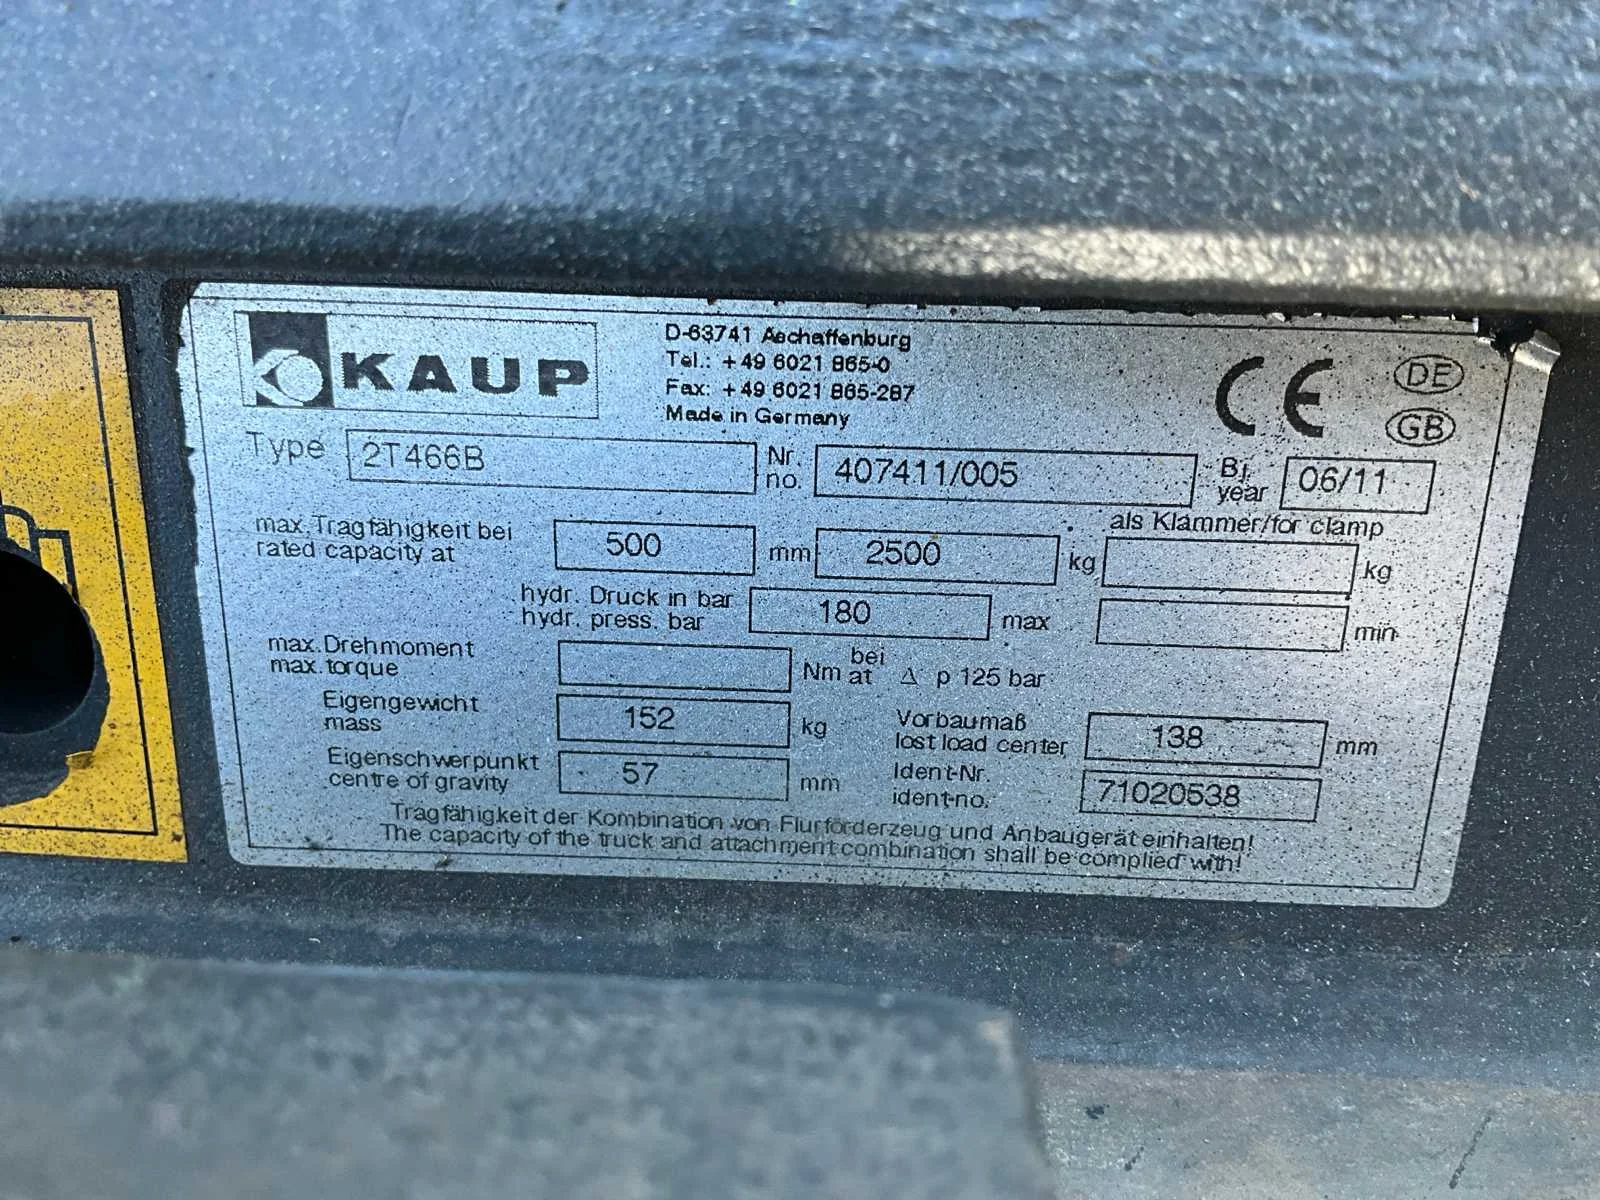 KAUP
D-63741 Aschaffenburg
Tel.: +49 6021 865-0
Fax: +49 6021 865-287
Made in Germany
CE
DE
GB
Type 2T466B Nr. no. 407411/005 Bj. year 06/11
max. Tragfähigkeit bei
rated capacity at 500 mm 2500 kg
als Klammer/for clamp
kg
hydr. Druck in bar
hydr. press. bar 180 max min
max. Drehmoment
max. torque Nm bei at Δ p 125 bar
Eigengewicht
mass 152 kg
Vorbaumaß
lost load center 138 mm
Eigenschwerpunkt
centre of gravity 57 mm
Ident-Nr.
ident-no. 71020538
Tragfähigkeit der Kombination von Flurförderzeug und Anbaugerät einhalten!
The capacity of the truck and attachment combination shall be complied with!